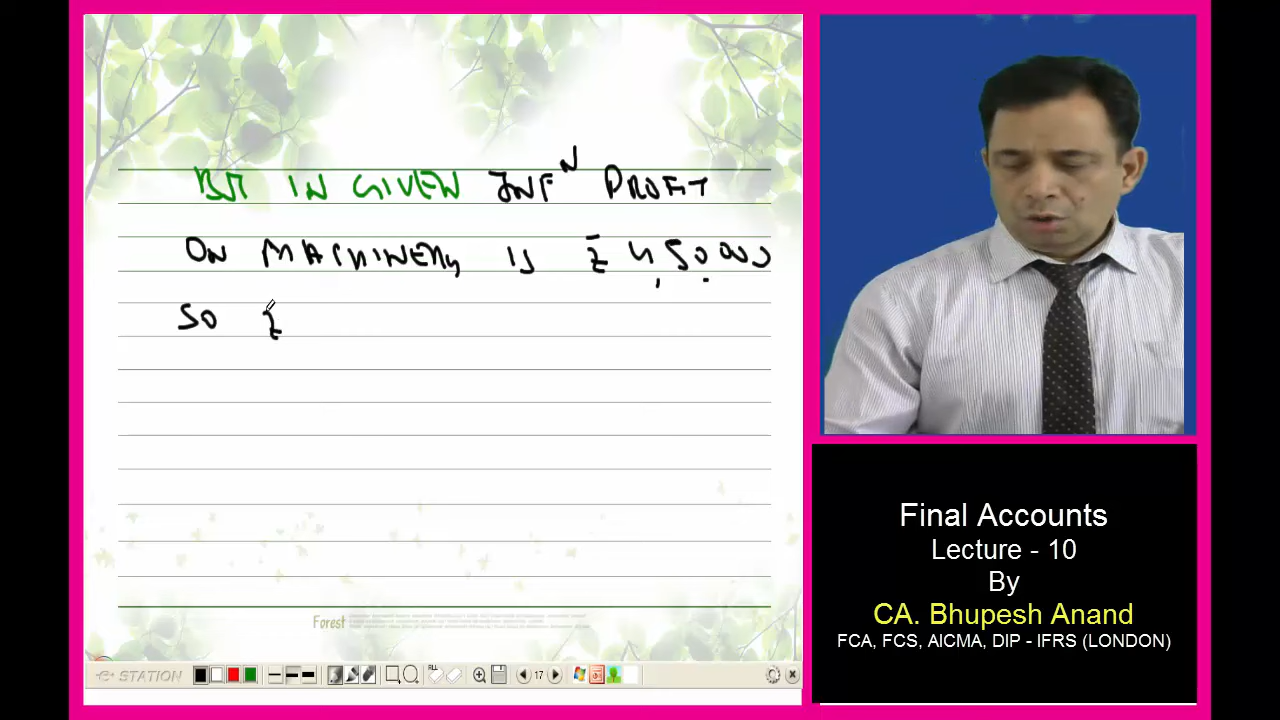 BUT IN GIVEN INFN PROFIT
ON MACHINERY IS ₹ 4,50,000
SO ₹
Forest
e-STATION
17
Final Accounts
Lecture - 10
By
CA. Bhupesh Anand
FCA, FCS, AICMA, DIP - IFRS (LONDON)